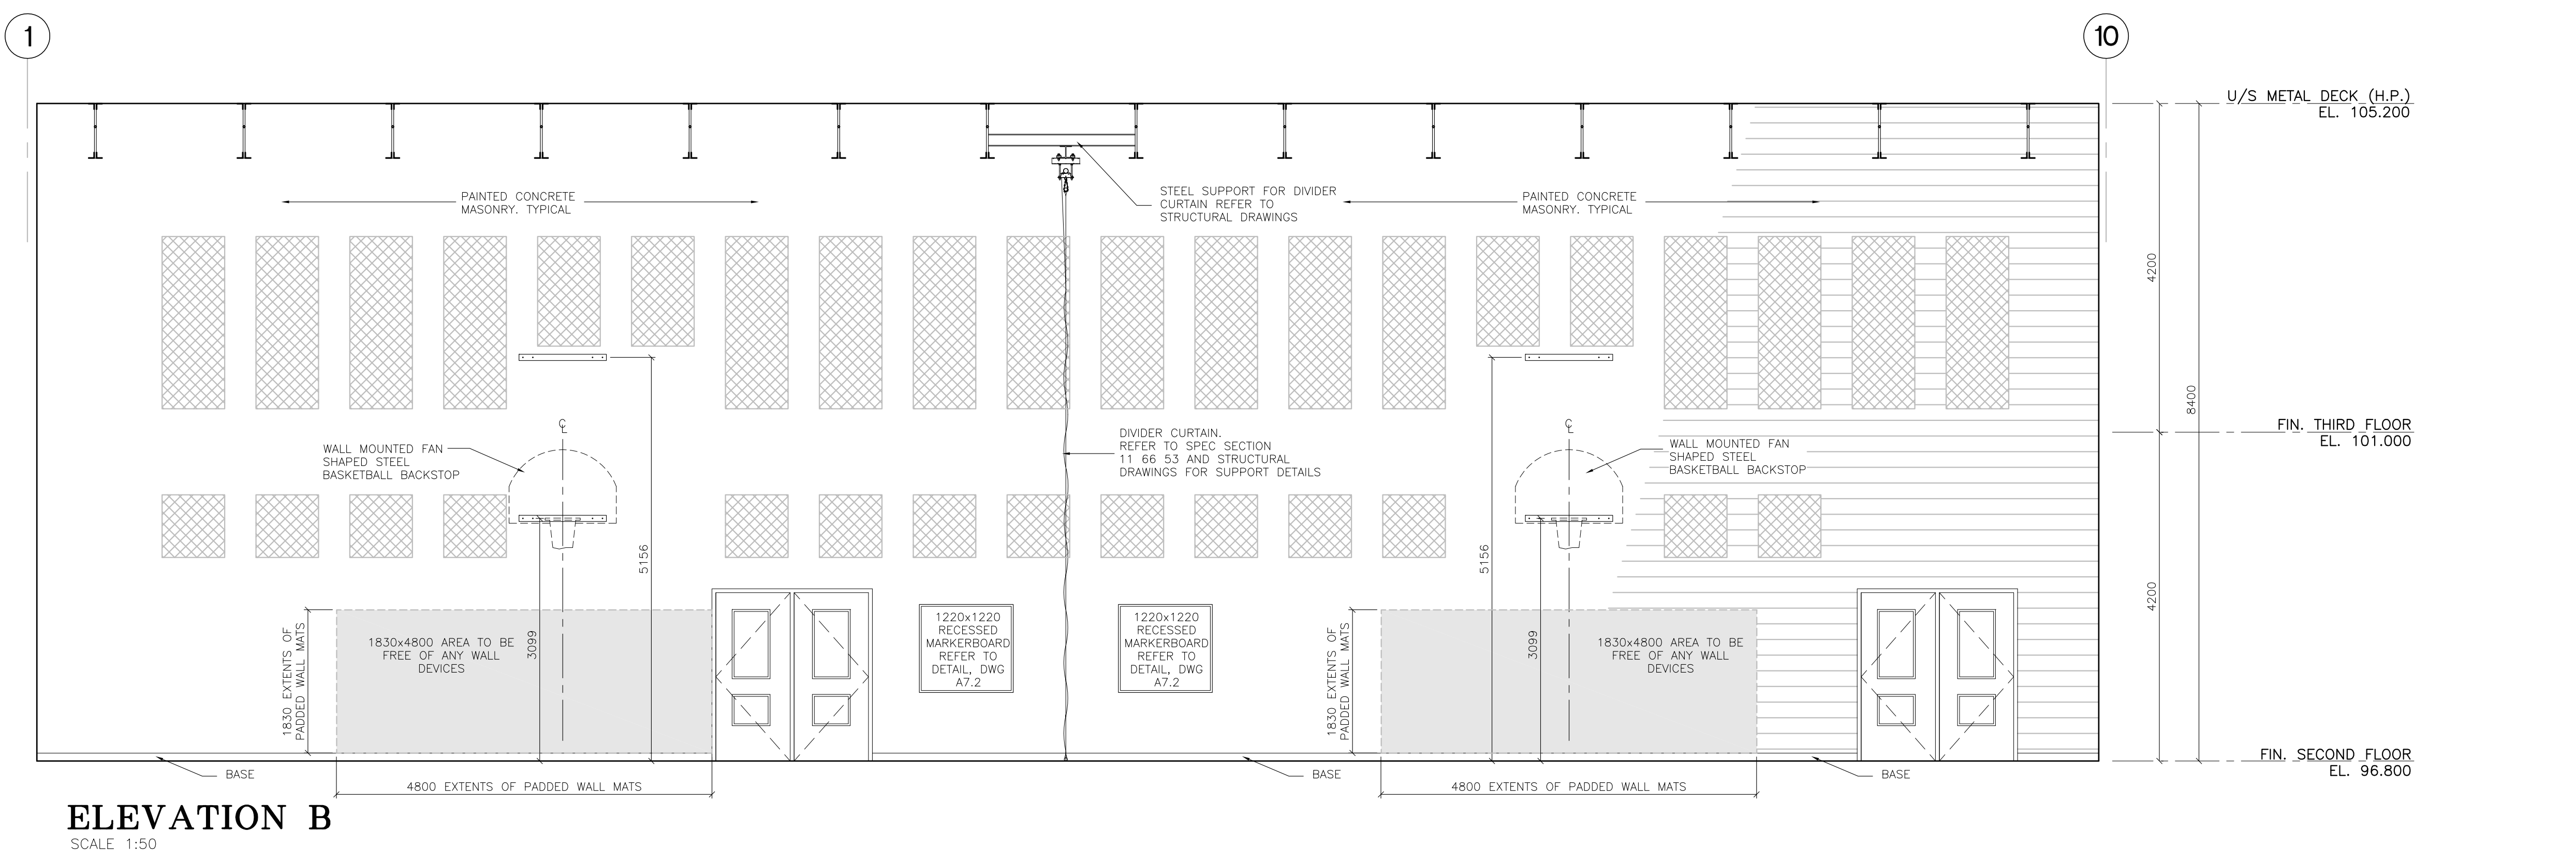 1
10
U/S METAL DECK (H.P.)
EL. 105.200
PAINTED CONCRETE
MASONRY. TYPICAL
STEEL SUPPORT FOR DIVIDER
CURTAIN REFER TO
STRUCTURAL DRAWINGS
PAINTED CONCRETE
MASONRY. TYPICAL
4200
8400
FIN. THIRD FLOOR
EL. 101.000
℄
WALL MOUNTED FAN
SHAPED STEEL
BASKETBALL BACKSTOP
DIVIDER CURTAIN.
REFER TO SPEC SECTION
11 66 53 AND STRUCTURAL
DRAWINGS FOR SUPPORT DETAILS
℄
WALL MOUNTED FAN
SHAPED STEEL
BASKETBALL BACKSTOP
5156
5156
4200
1830 EXTENTS OF
PADDED WALL MATS
1830x4800 AREA TO BE
FREE OF ANY WALL
DEVICES
3099
1220x1220
RECESSED
MARKERBOARD
REFER TO
DETAIL, DWG
A7.2
1220x1220
RECESSED
MARKERBOARD
REFER TO
DETAIL, DWG
A7.2
1830 EXTENTS OF
PADDED WALL MATS
3099
1830x4800 AREA TO BE
FREE OF ANY WALL
DEVICES
FIN. SECOND FLOOR
EL. 96.800
BASE
BASE
BASE
4800 EXTENTS OF PADDED WALL MATS
4800 EXTENTS OF PADDED WALL MATS
ELEVATION B
SCALE 1:50